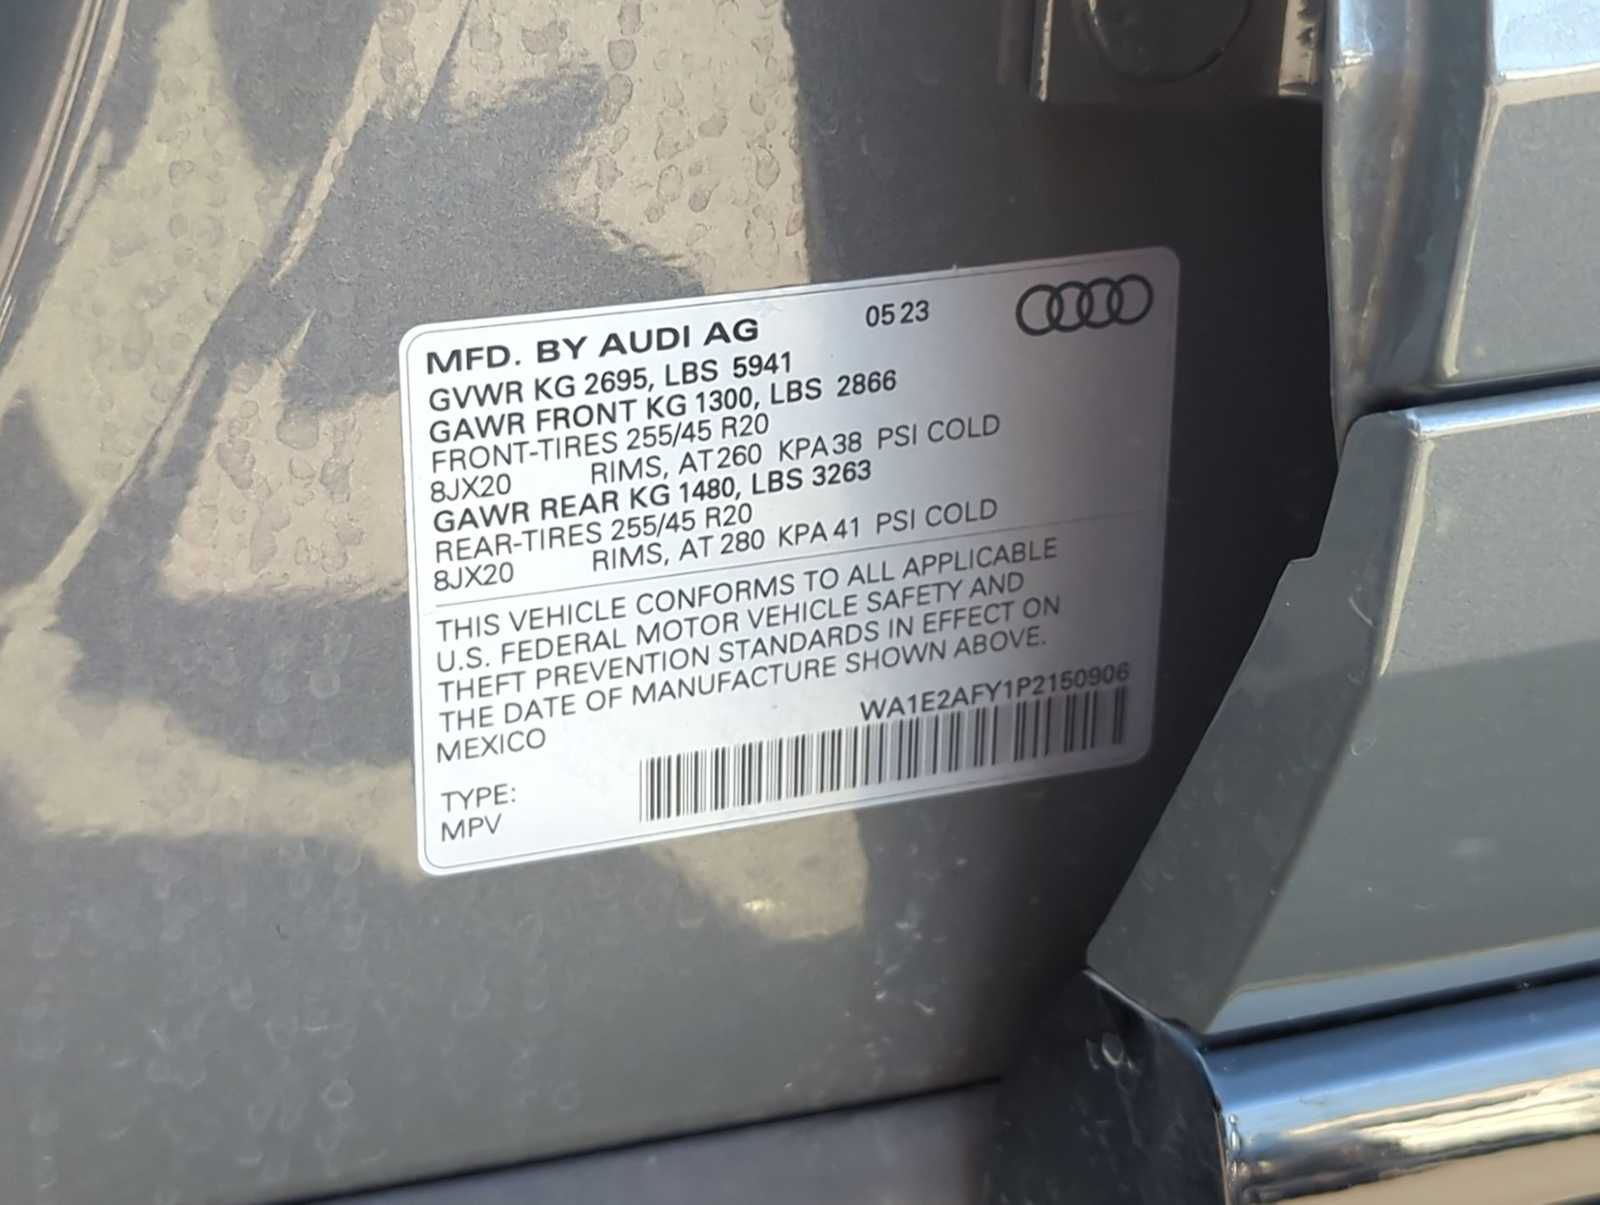 MFD. BY AUDI AG 05 23
GVWR KG 2695, LBS 5941
GAWR FRONT KG 1300, LBS 2866
FRONT-TIRES 255/45 R20
8JX20 RIMS, AT 260 KPA 38 PSI COLD
GAWR REAR KG 1480, LBS 3263
REAR-TIRES 255/45 R20
8JX20 RIMS, AT 280 KPA 41 PSI COLD
THIS VEHICLE CONFORMS TO ALL APPLICABLE
U.S. FEDERAL MOTOR VEHICLE SAFETY AND
THEFT PREVENTION STANDARDS IN EFFECT ON
THE DATE OF MANUFACTURE SHOWN ABOVE.
MEXICO WA1E2AFY1P2150906
TYPE:
MPV